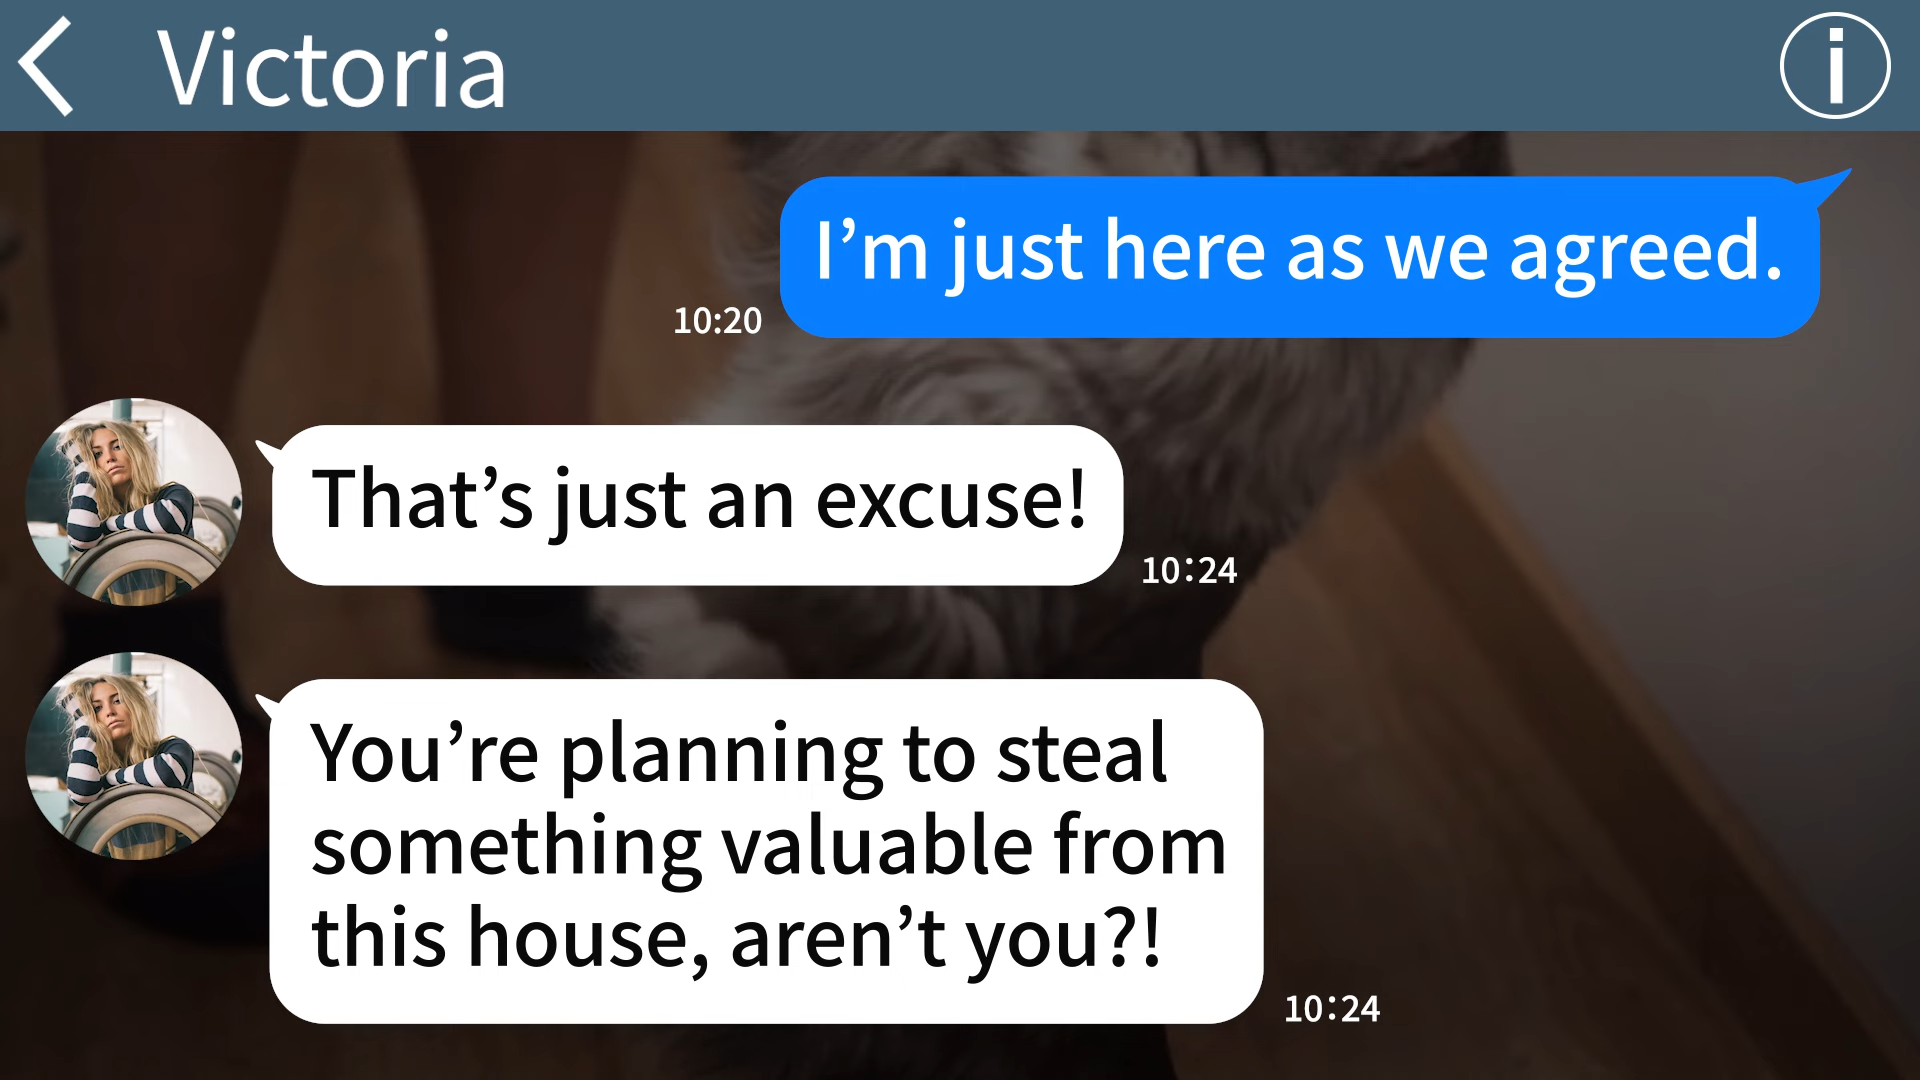 Victoria
I’m just here as we agreed.
10:20
That’s just an excuse!
10:24
You’re planning to steal
something valuable from
this house, aren’t you?!
10:24